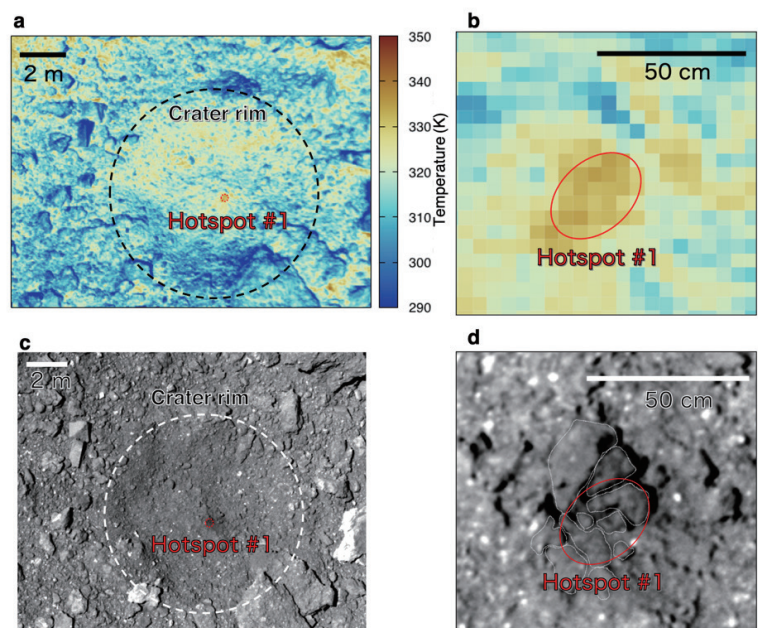 a
2 m
Crater rim
Hotspot #1
350
340
330
320
310
300
290
Temperature (K)
b
50 cm
Hotspot #1
c
2 m
Crater rim
Hotspot #1
d
50 cm
Hotspot #1